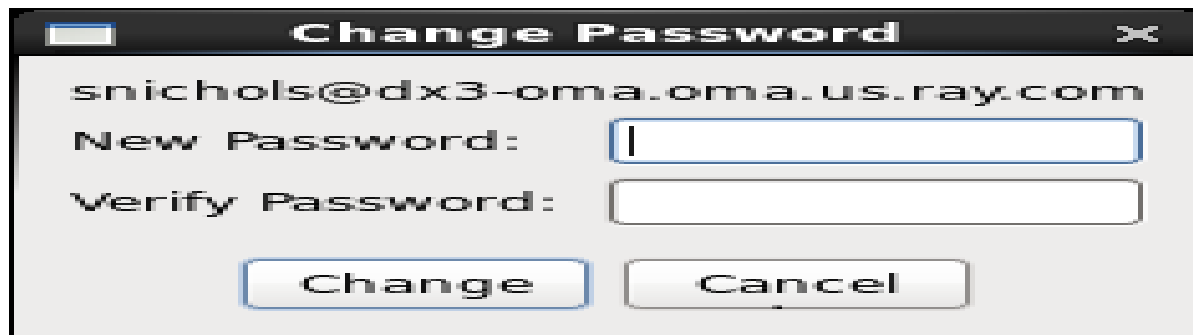 Change Password
snichols@dx3-oma.oma.us.ray.com
New Password:
Verify Password:
Change Cancel